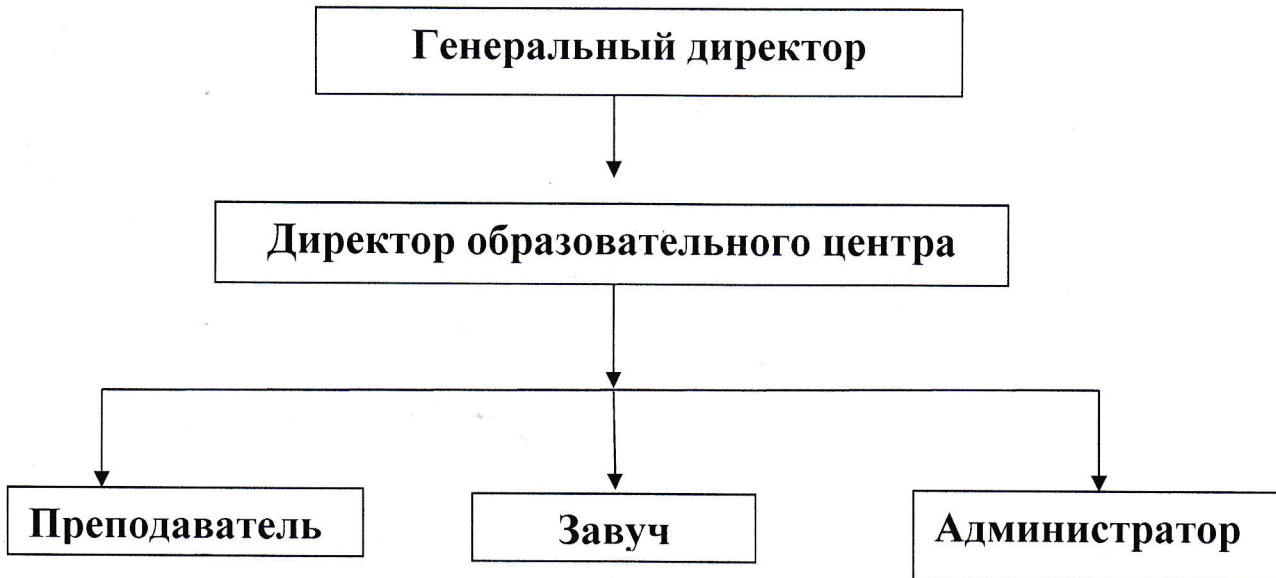 Генеральный директор
Директор образовательного центра
Преподаватель
Завуч
Администратор